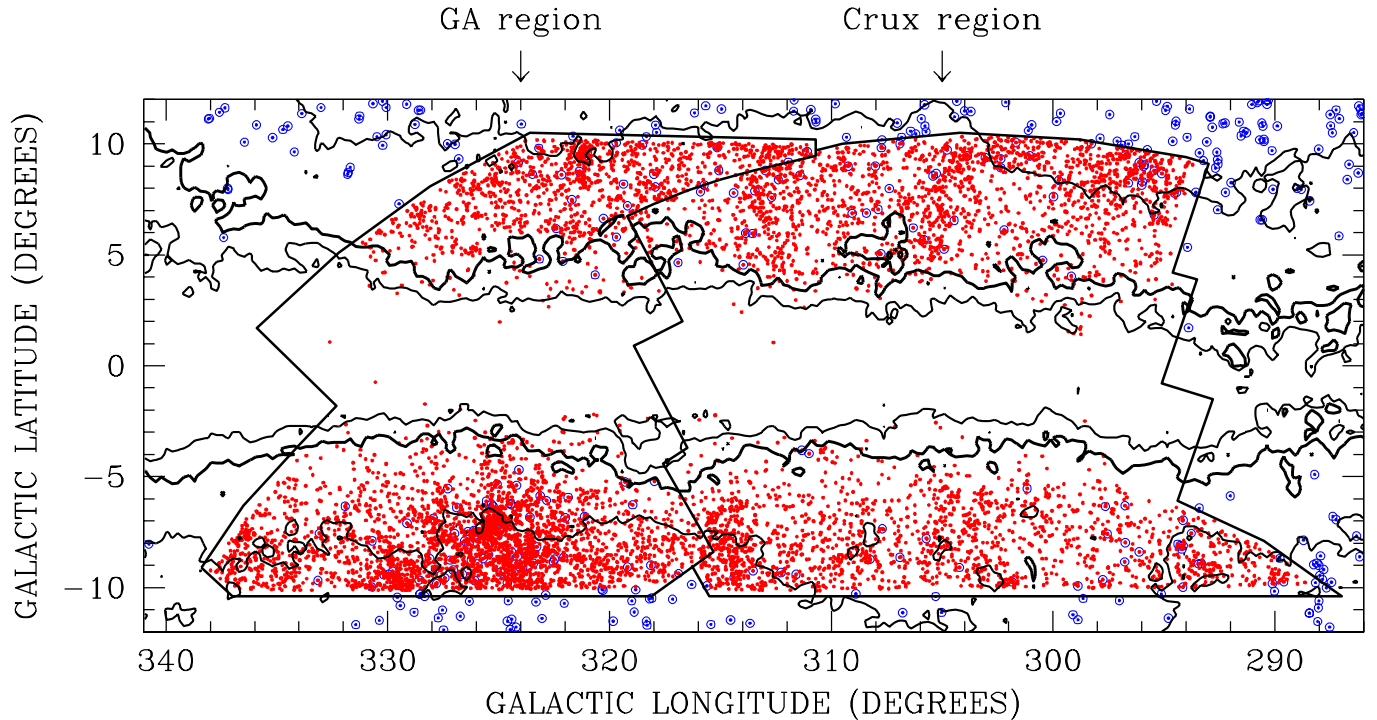 GA region
Crux region
GALACTIC LATITUDE (DEGREES)
10
5
0
−5
−10
340
330
320
310
300
290
GALACTIC LONGITUDE (DEGREES)